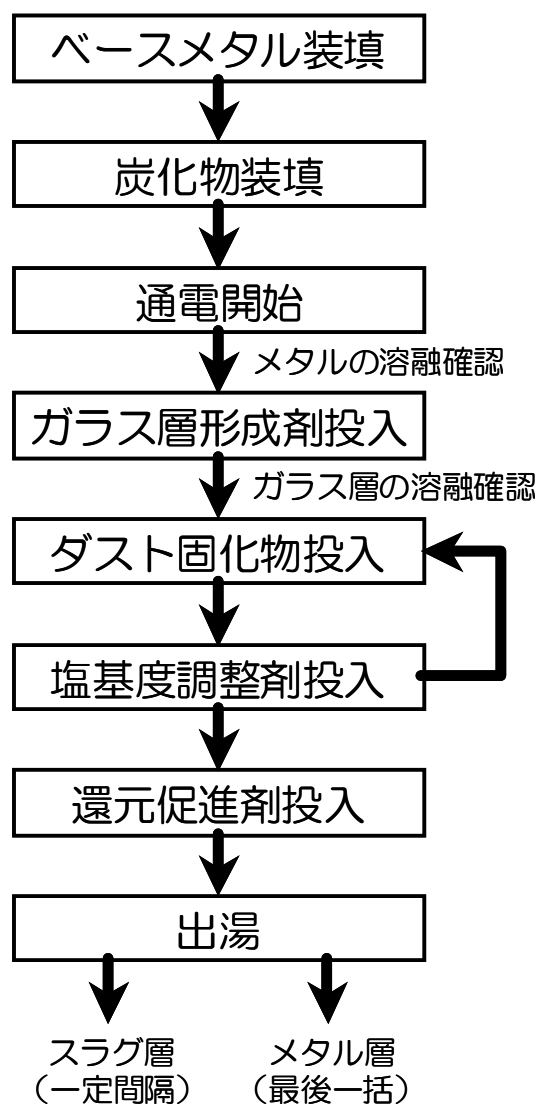 ベースメタル装填
炭化物装填
通電開始
メタルの溶融確認
ガラス層形成剤投入
ガラス層の溶融確認
ダスト固化物投入
塩基度調整剤投入
還元促進剤投入
出湯
スラグ層
（一定間隔）
メタル層
（最後一括）